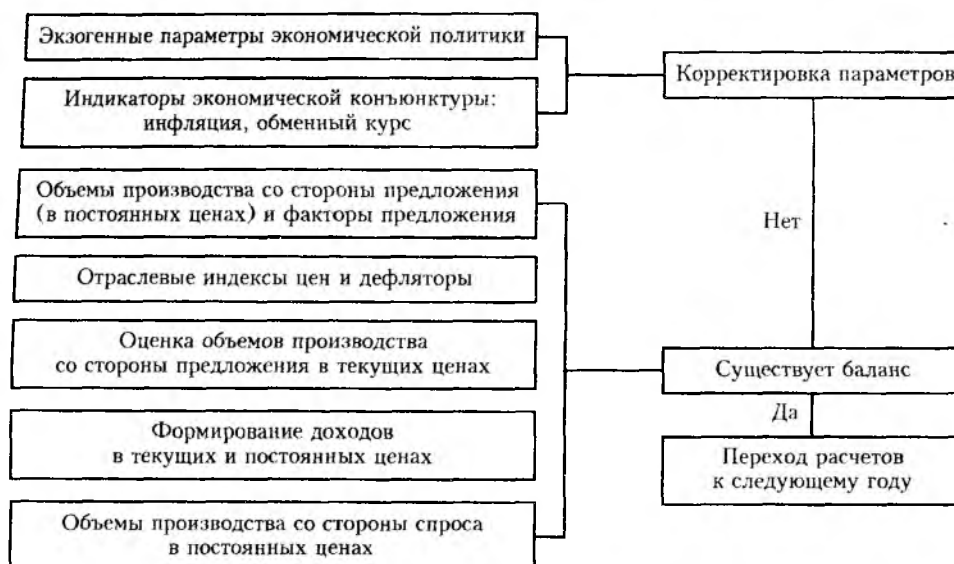 Экзогенные параметры экономической политики
Индикаторы экономической конъюнктуры:
инфляция, обменный курс
Объемы производства со стороны предложения
(в постоянных ценах) и факторы предложения
Отраслевые индексы цен и дефляторы
Оценка объемов производства
со стороны предложения в текущих ценах
Формирование доходов
в текущих и постоянных ценах
Объемы производства со стороны спроса
в постоянных ценах
Корректировка параметров
Нет
Существует баланс
Да
Переход расчетов
к следующему году